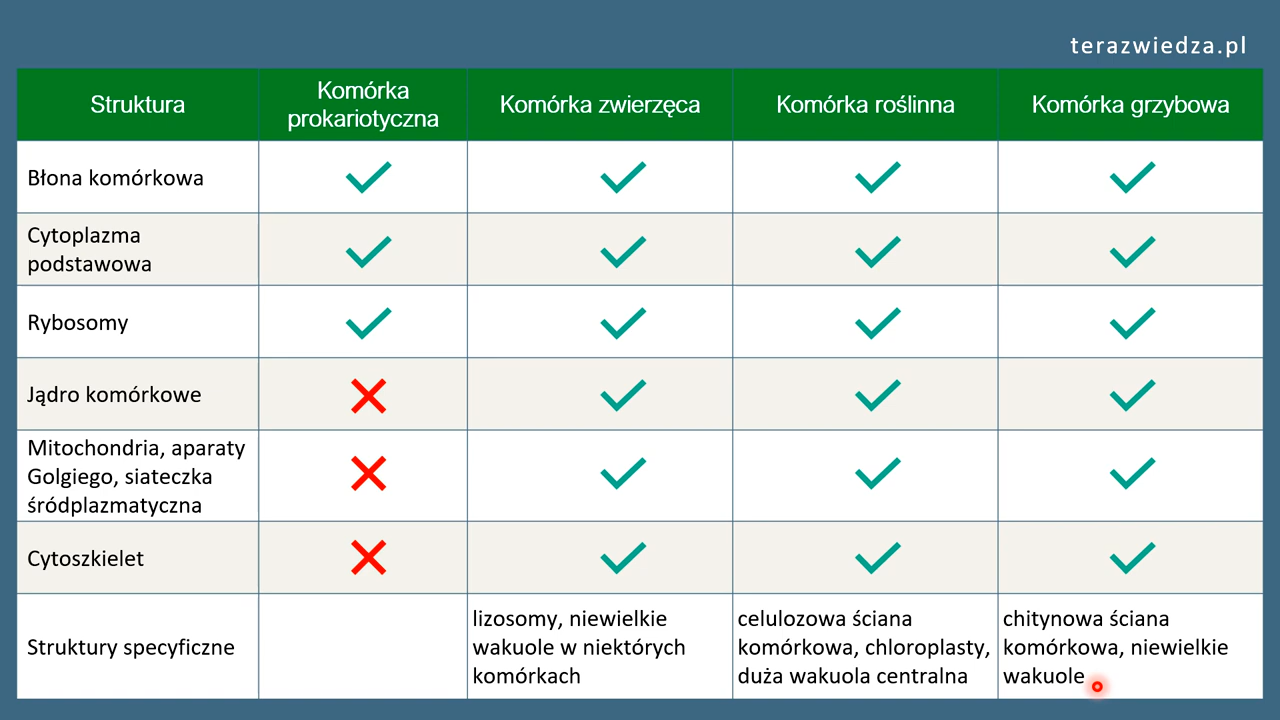 terazwiedza.pl
Struktura
Komórka
prokariotyczna
Komórka zwierzęca
Komórka roślinna
Komórka grzybowa
Błona komórkowa
Cytoplazma
podstawowa
Rybosomy
Jądro komórkowe
Mitochondria, aparaty
Golgiego, siateczka
śródplazmatyczna
Cytoszkielet
Struktury specyficzne
lizosomy, niewielkie
wakuole w niektórych
komórkach
celulozowa ściana
komórkowa, chloroplasty,
duża wakuola centralna
chitynowa ściana
komórkowa, niewielkie
wakuole